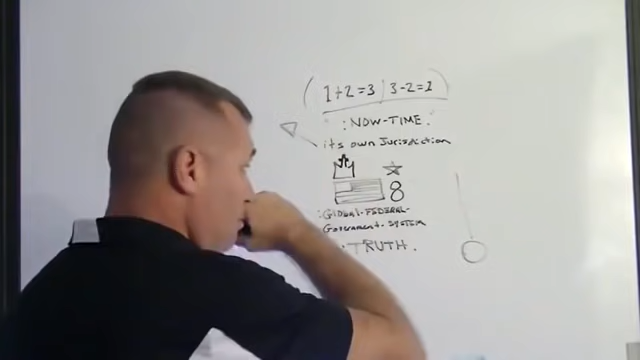 (1+2=3 | 3-2=1)
:NOW-TIME:
its own Jurisdiction
8
:Global-FEDERAL-
Government-SYSTEM
TRUTH.